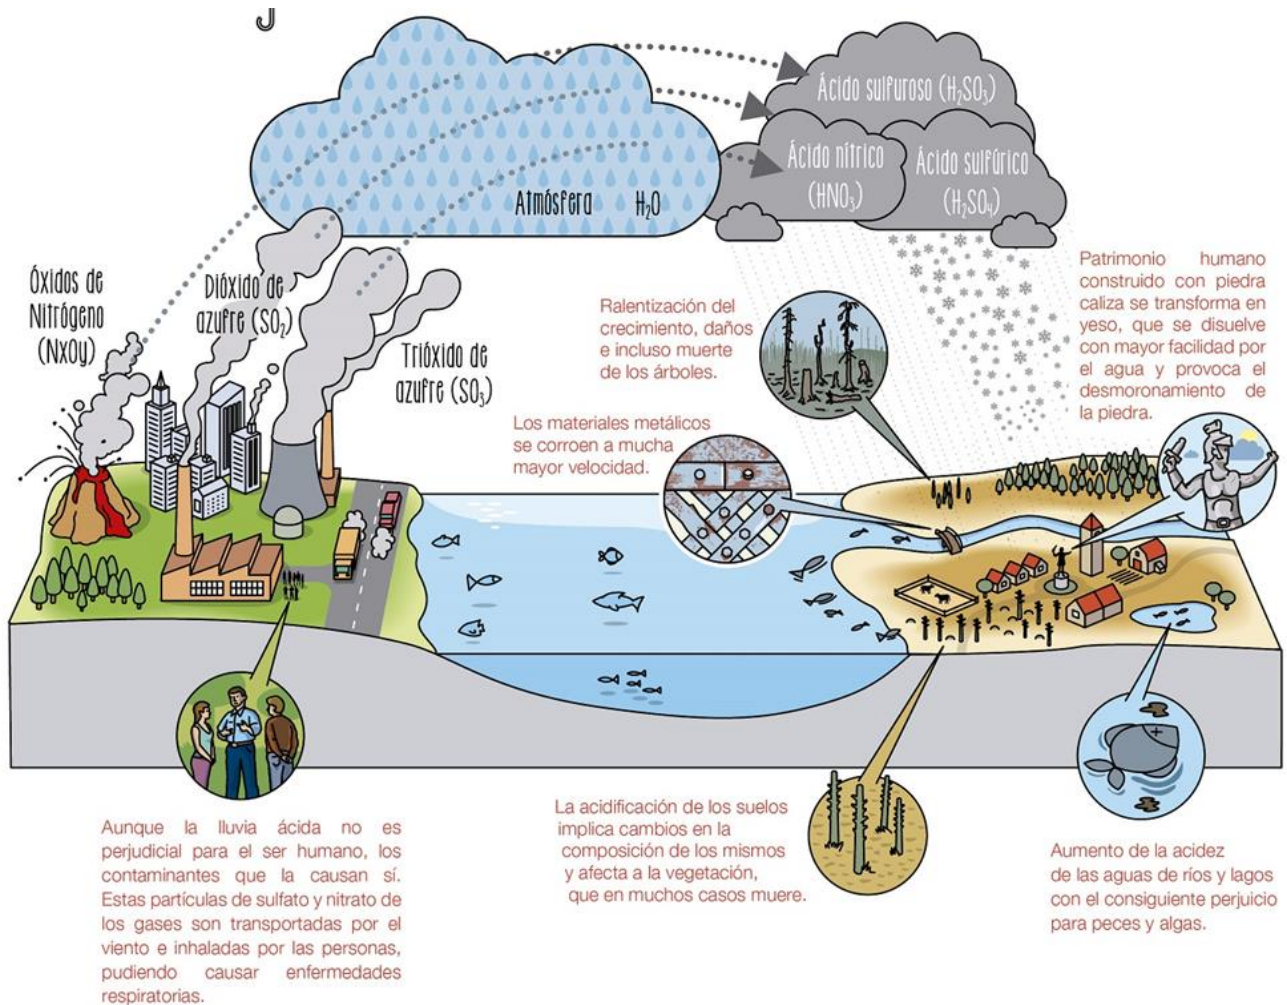 J
Ácido sulfuroso (H₂SO₃)
Ácido nítrico
(HNO₃)
Ácido sulfúrico
(H₂SO₄)
Atmósfera H₂O
Óxidos de
Nitrógeno
(NxOy)
Dióxido de
azufre (SO₂)
Trióxido de
azufre (SO₃)
Ralentización del
crecimiento, daños
e incluso muerte
de los árboles.
Patrimonio humano
construido con piedra
caliza se transforma en
yeso, que se disuelve
con mayor facilidad por
el agua y provoca el
desmoronamiento de
la piedra.
Los materiales metálicos
se corroen a mucha
mayor velocidad.
Aunque la lluvia ácida no es
perjudicial para el ser humano, los
contaminantes que la causan sí.
Estas partículas de sulfato y nitrato de
los gases son transportadas por el
viento e inhaladas por las personas,
pudiendo causar enfermedades
respiratorias.
La acidificación de los suelos
implica cambios en la
composición de los mismos
y afecta a la vegetación,
que en muchos casos muere.
Aumento de la acidez
de las aguas de ríos y lagos
con el consiguiente perjuicio
para peces y algas.